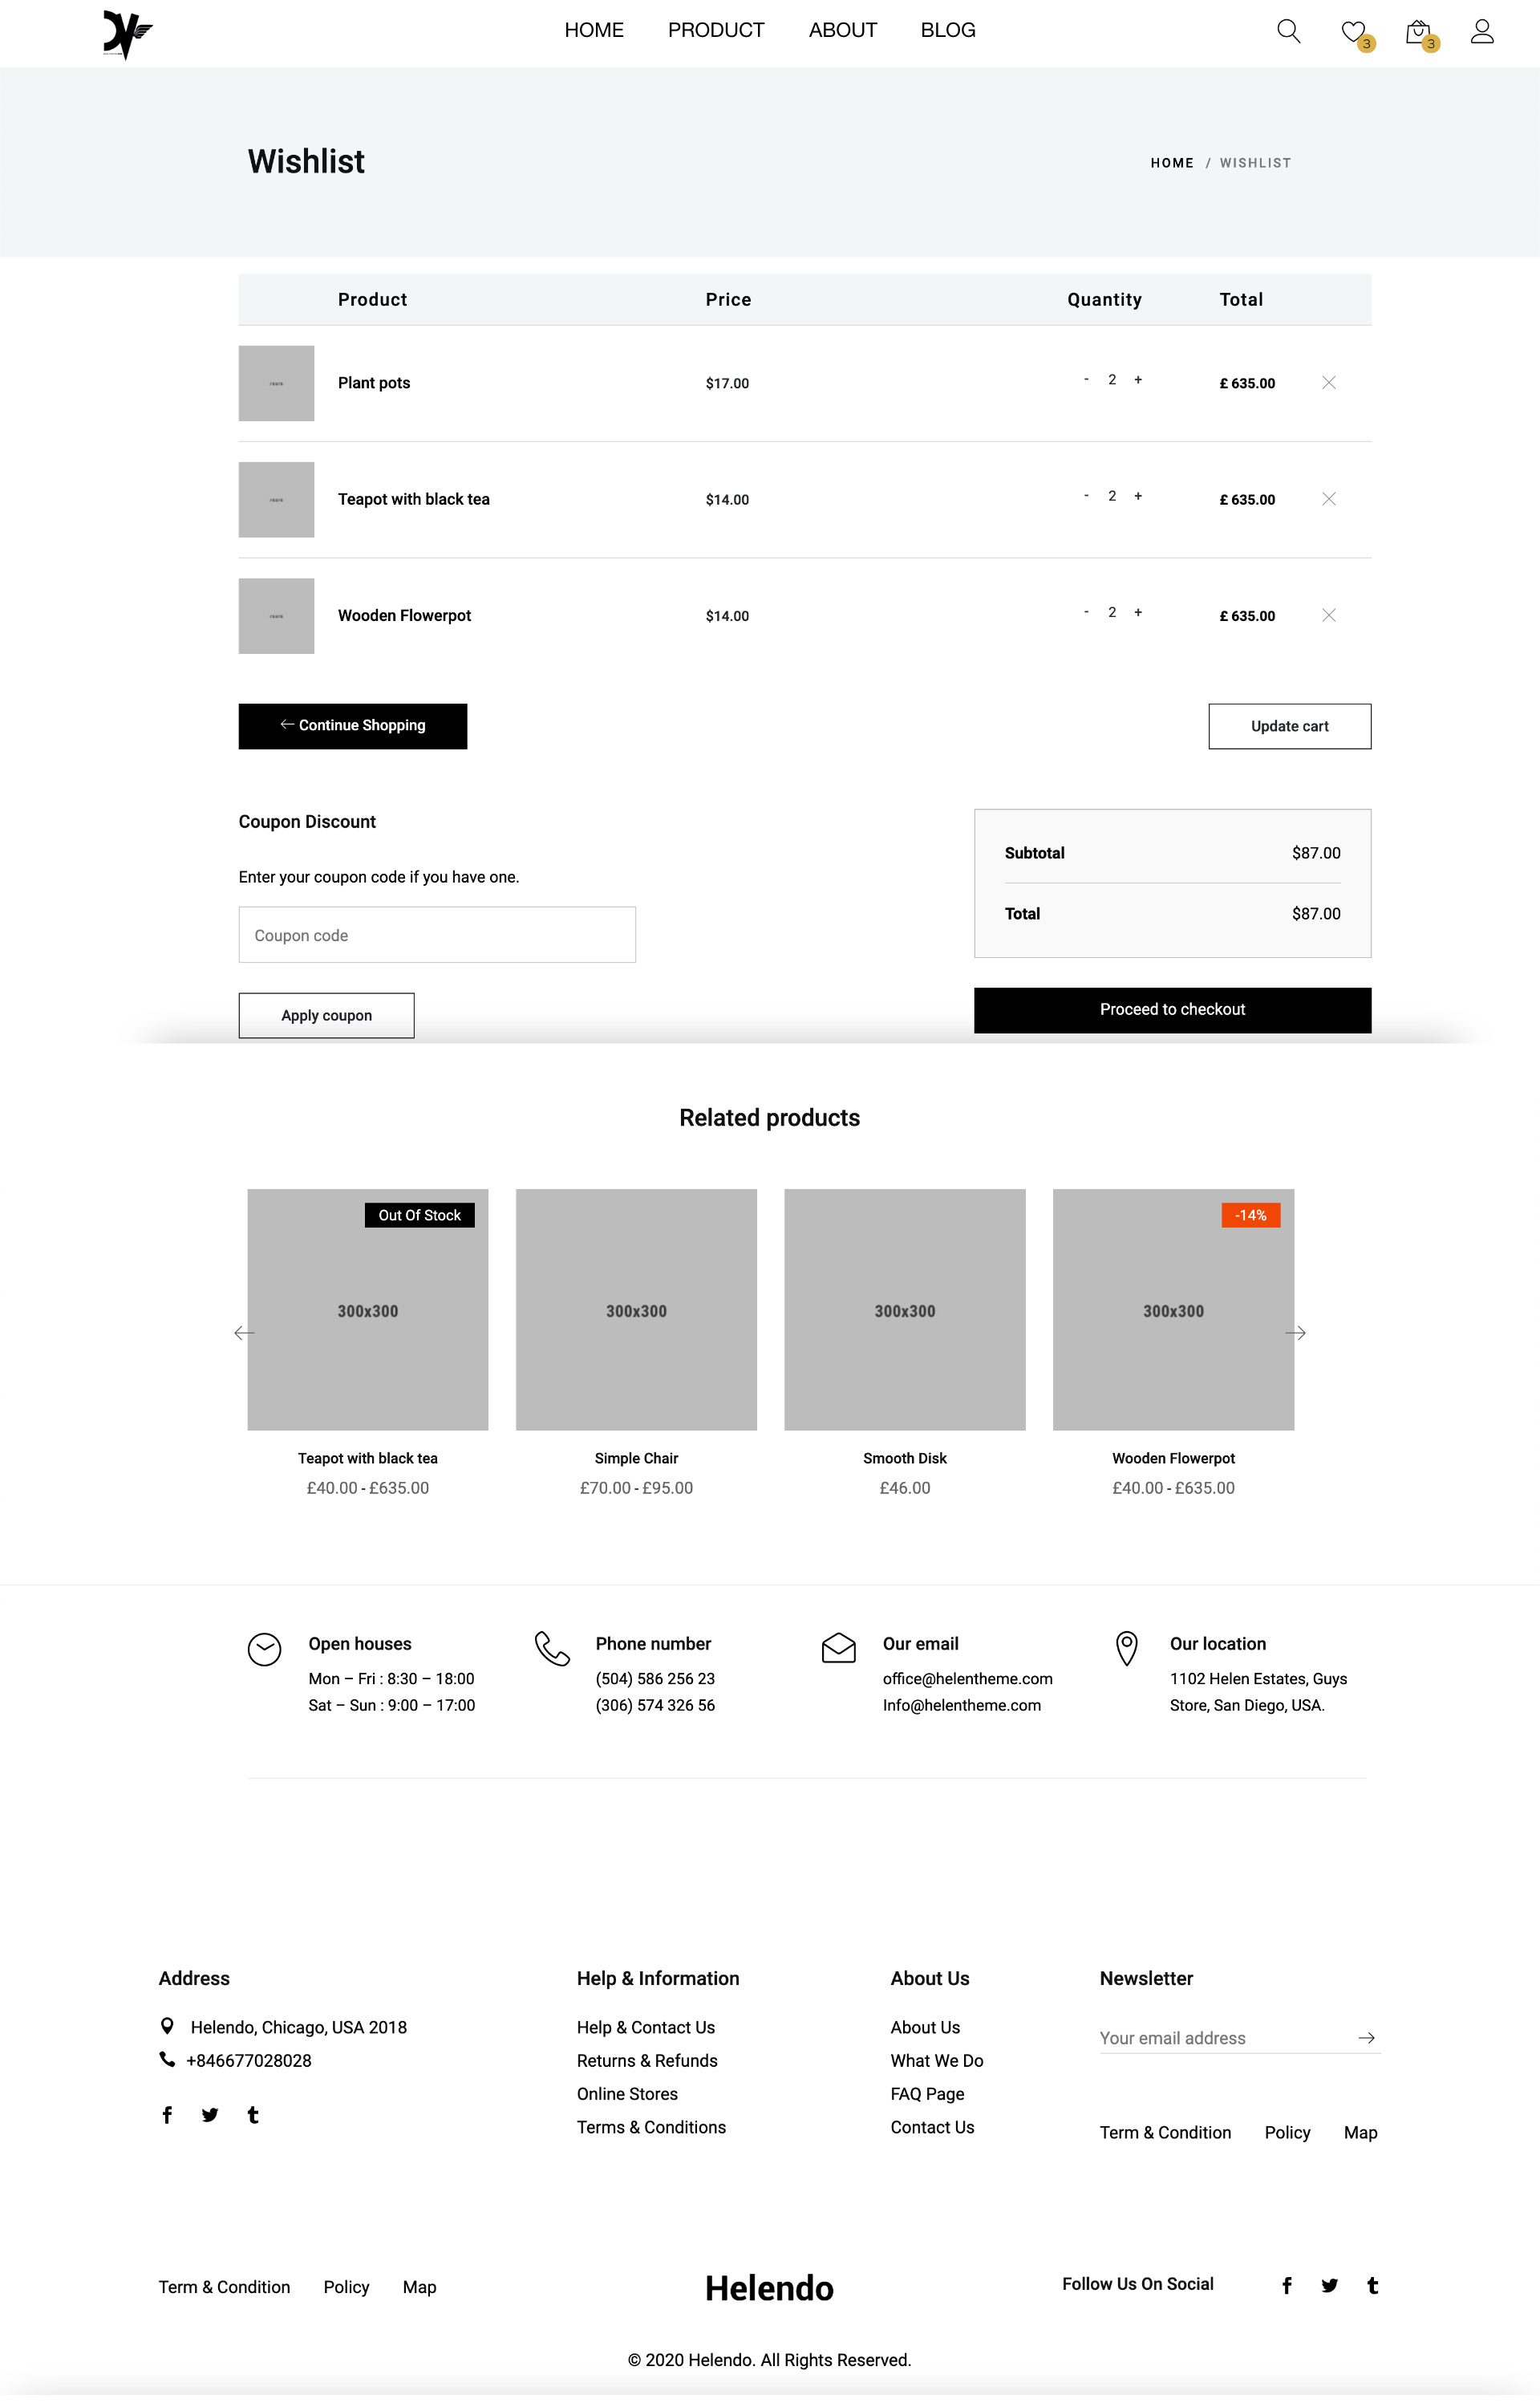 HOME PRODUCT ABOUT BLOG
3 3
Wishlist
HOME / WISHLIST
Product Price Quantity Total
Plant pots $17.00 - 2 + £ 635.00
Teapot with black tea $14.00 - 2 + £ 635.00
Wooden Flowerpot $14.00 - 2 + £ 635.00
Continue Shopping
Update cart
Coupon Discount
Enter your coupon code if you have one.
Coupon code
Apply coupon
Subtotal $87.00
Total $87.00
Proceed to checkout
Related products
Out Of Stock
-14%
300x300 300x300 300x300 300x300
Teapot with black tea Simple Chair Smooth Disk Wooden Flowerpot
£40.00 - £635.00 £70.00 - £95.00 £46.00 £40.00 - £635.00
Open houses
Mon – Fri : 8:30 – 18:00
Sat – Sun : 9:00 – 17:00
Phone number
(504) 586 256 23
(306) 574 326 56
Our email
office@helentheme.com
Info@helentheme.com
Our location
1102 Helen Estates, Guys
Store, San Diego, USA.
Address
Helendo, Chicago, USA 2018
+846677028028
Help & Information
Help & Contact Us
Returns & Refunds
Online Stores
Terms & Conditions
About Us
About Us
What We Do
FAQ Page
Contact Us
Newsletter
Your email address
Term & Condition Policy Map
Term & Condition Policy Map
Helendo
Follow Us On Social
© 2020 Helendo. All Rights Reserved.